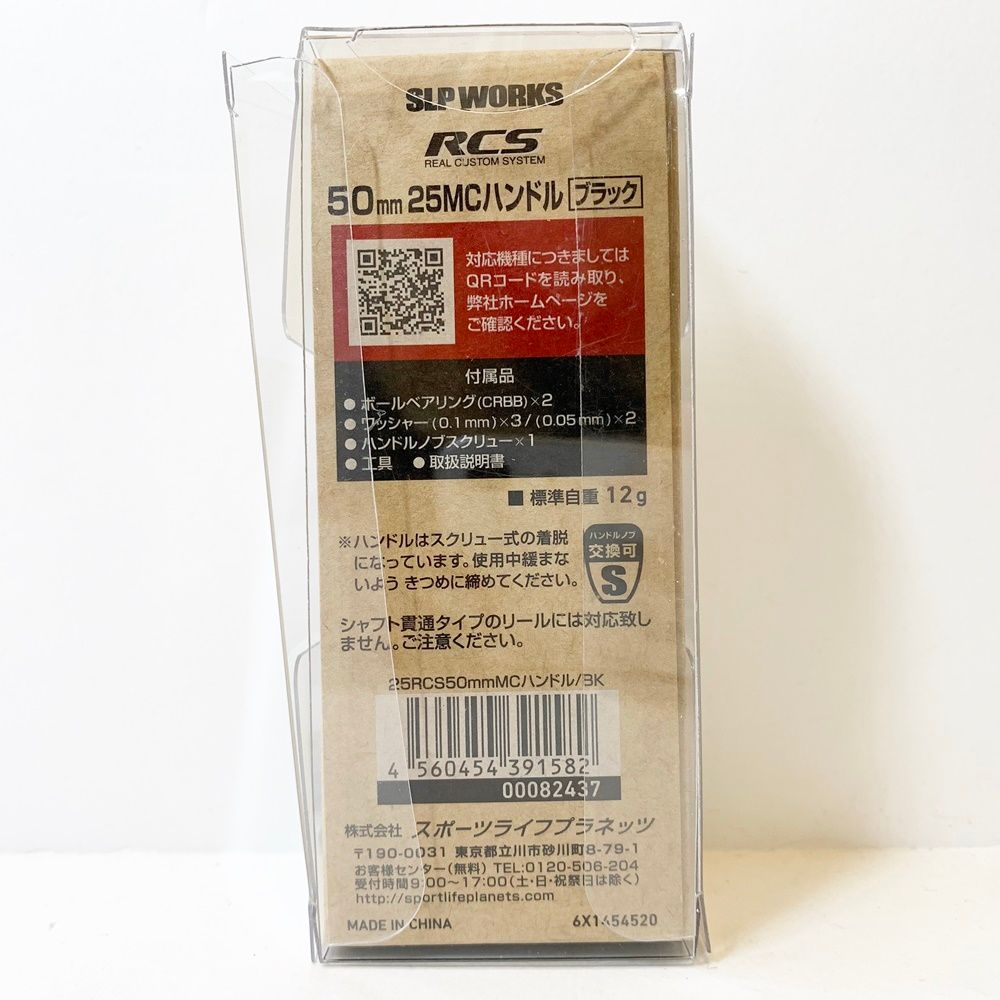 SLP WORKS
RCS
REAL CUSTOM SYSTEM
50mm 25MCハンドル ブラック
対応機種につきましては
QRコードを読み取り、
弊社ホームページを
ご確認ください。
付属品
● ボールベアリング(CRBB)×2
● ワッシャー(0.1mm)×3/(0.05mm)×2
● ハンドルノブスクリュー×1
● 工具 ● 取扱説明書
■ 標準自重 12g
※ハンドルはスクリュー式の着脱
になっています。使用中緩まな
いよう きつめに締めてください。
ハンドルノブ
交換可
S
シャフト貫通タイプのリールには対応致し
ません。ご注意ください。
25RCS50mmMCハンドル/BK
4 560454 391582
00082437
株式会社 スポーツライフプラネッツ
〒190-0031 東京都立川市砂川町8-79-1
お客様センター(無料) TEL:0120-506-204
受付時間9:00〜17:00(土・日・祝祭日は除く)
http://sportlifeplanets.com
MADE IN CHINA 6X1454520